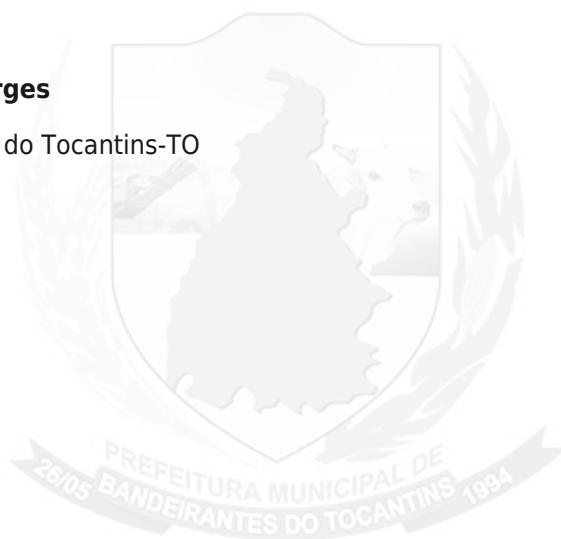 rges
do Tocantins-TO
PREFEITURA MUNICIPAL DE
26/05 BANDEIRANTES DO TOCANTINS 1994